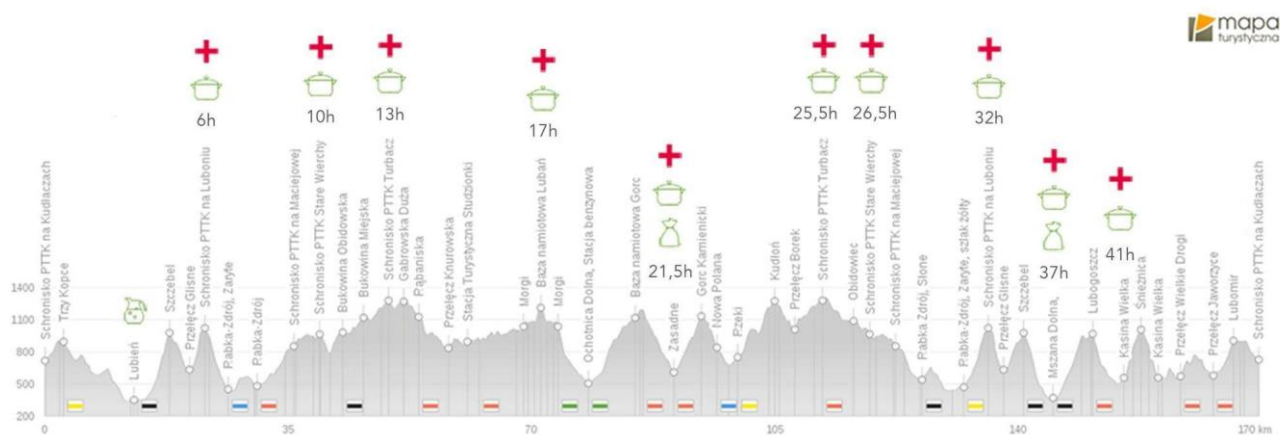 mapa
turystyczna
6h
10h
13h
17h
21,5h
25,5h
26,5h
32h
37h
41h
Schronisko PTTK na Kudłaczach
Trzy Kopce
Lubień
Szczebel
Przełęcz Glisne
Schronisko PTTK na Luboniu
Rabka-Zdrój, Zaryte
Rabka-Zdrój
Schronisko PTTK na Maciejowej
Schronisko PTTK Stare Wierchy
Bukowina Obidowska
Bukowina Miejska
Schronisko PTTK Turbacz
Gabrowska Duża
Pąbaniska
Przełęcz Knurowska
Stacja Turystyczna Studzionki
Morgi
Baza namiotowa Lubań
Morgi
Ochotnica Dolna, Stacja benzynowa
Baza namiotowa Gorc
Zasadne
Gorc Kamienicki
Nowa Polana
Rzeki
Kudłoń
Przełęcz Borek
Schronisko PTTK Turbacz
Obidowiec
Schronisko PTTK Stare Wierchy
Schronisko PTTK na Maciejowej
Rabka Zdrój, Słone
Rabka-Zdrój, Zaryte, szlak żółty
Schronisko PTTK na Luboniu
Przełęcz Glisne
Szczebel
Mszana Dolna,
Lubogoszcz
Kasina Wielka
Śnieżnica
Kasina Wielka
Przełęcz Wielkie Drogi
Przełęcz Jaworzyce
Lubomir
Schronisko PTTK na Kudłaczach
1400
1100
800
500
200
0
35
70
105
140
170 km